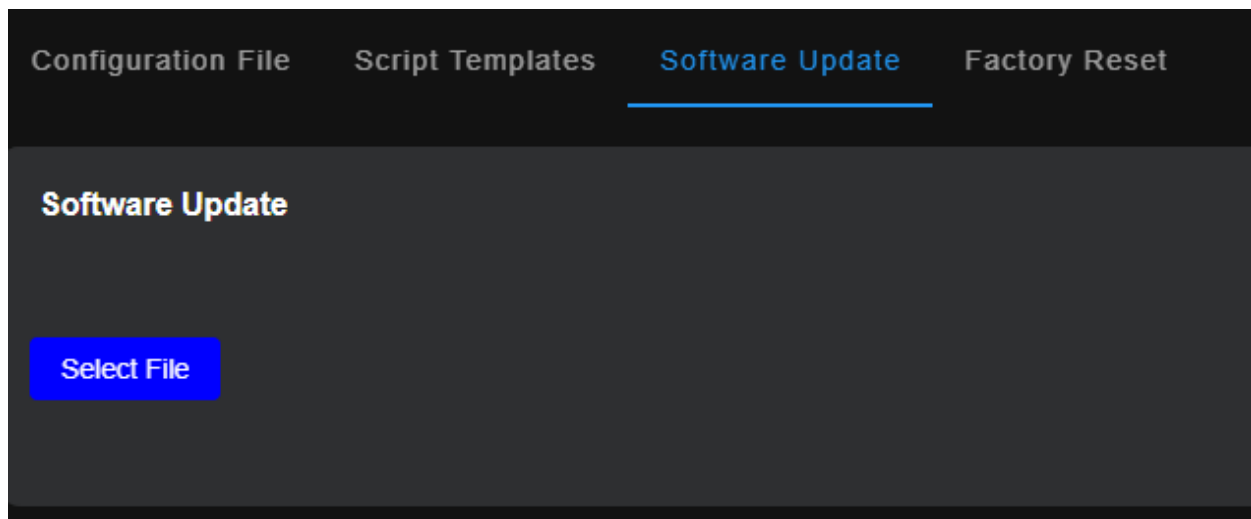 Configuration File Script Templates Software Update Factory Reset
Software Update
Select File